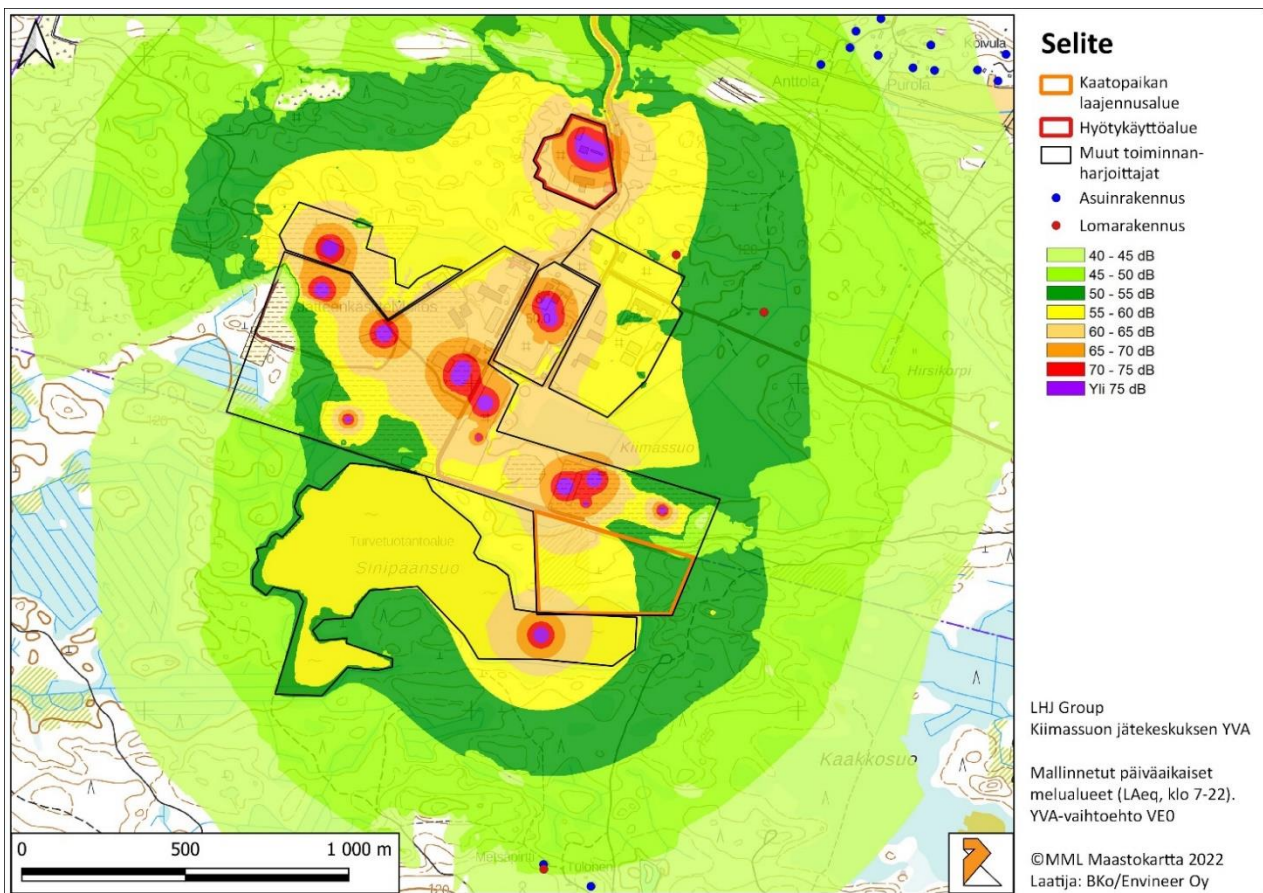 Selite
Kaatopaikan
laajennusalue
Hyötykäyttöalue
Muut toiminnan-
harjoittajat
Asuinrakennus
Lomarakennus
40 - 45 dB
45 - 50 dB
50 - 55 dB
55 - 60 dB
60 - 65 dB
65 - 70 dB
70 - 75 dB
Yli 75 dB
Koivula
Anttola
Purola
Hirsikorpi
Kiimassuo
Turvetuotantoalue
Sinipaansuo
Kaakkosuo
120
120
0 500 1 000 m
LHJ Group
Kiimassuon jätekeskuksen YVA
Mallinnetut päiväaikaiset
melualueet (LAeq, klo 7-22).
YVA-vaihtoehto VE0
©MML Maastokartta 2022
Laatija: BKo/Envineer Oy